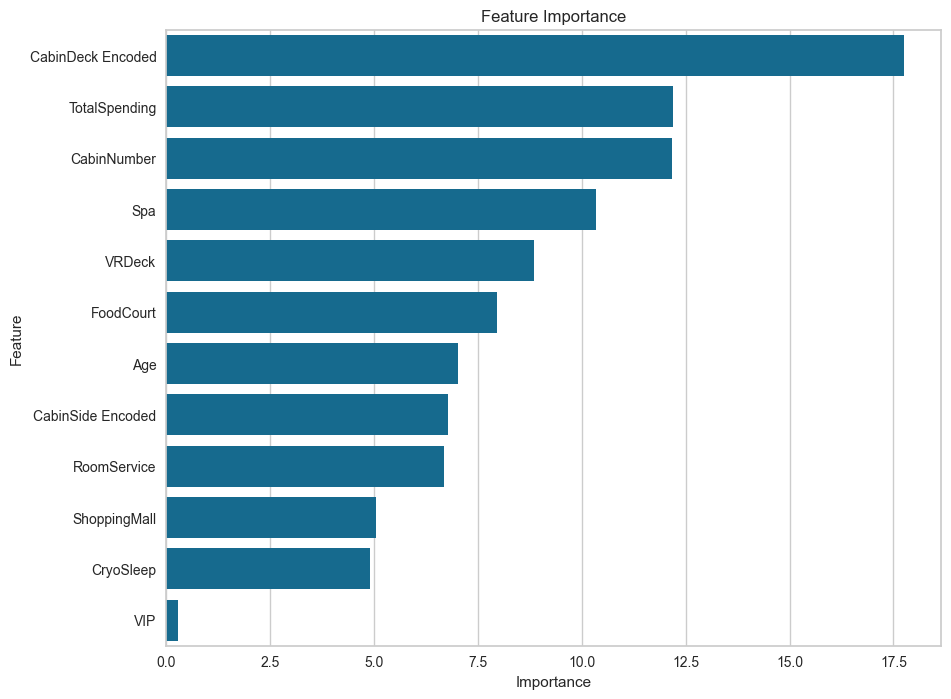 Feature Importance
CabinDeck Encoded
TotalSpending
CabinNumber
Spa
VRDeck
FoodCourt
Age
CabinSide Encoded
RoomService
ShoppingMall
CryoSleep
VIP
Feature
0.0 2.5 5.0 7.5 10.0 12.5 15.0 17.5
Importance